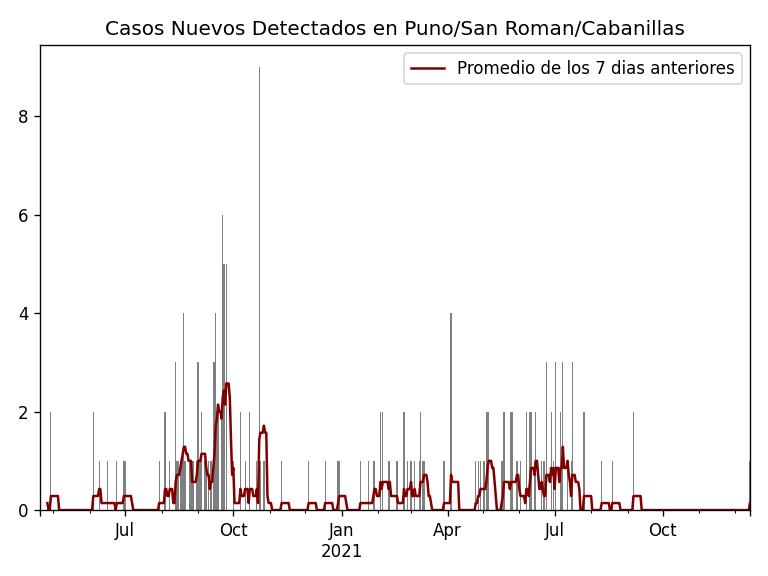 Casos Nuevos Detectados en Puno/San Roman/Cabanillas
Promedio de los 7 dias anteriores
8
6
4
2
0
Jul Oct Jan Apr Jul Oct
2021